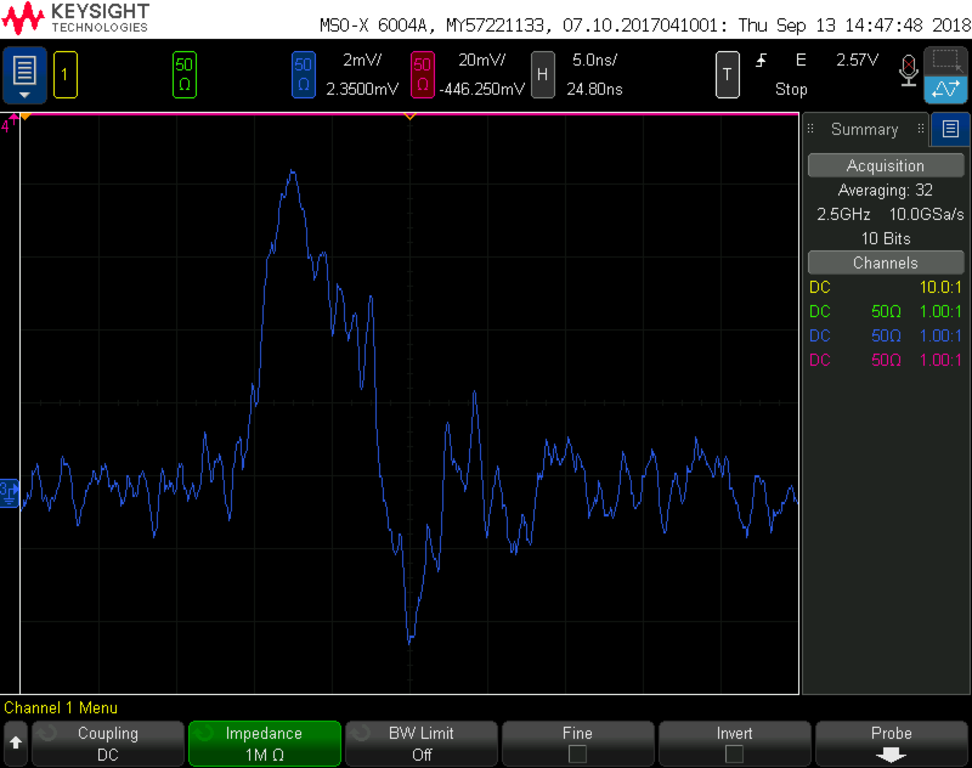 KEYSIGHT
TECHNOLOGIES
MSO-X 6004A, MY57221133, 07.10.2017041001: Thu Sep 13 14:47:48 2018
1
50
Ω
50
Ω
2mV/
2.3500mV
50
Ω
20mV/
-446.250mV
H
5.0ns/
24.80ns
T
E
2.57V
Stop
4
3
Summary
Acquisition
Averaging: 32
2.5GHz 10.0GSa/s
10 Bits
Channels
DC 10.0:1
DC 50Ω 1.00:1
DC 50Ω 1.00:1
DC 50Ω 1.00:1
Channel 1 Menu
Coupling
DC
Impedance
1M Ω
BW Limit
Off
Fine
Invert
Probe